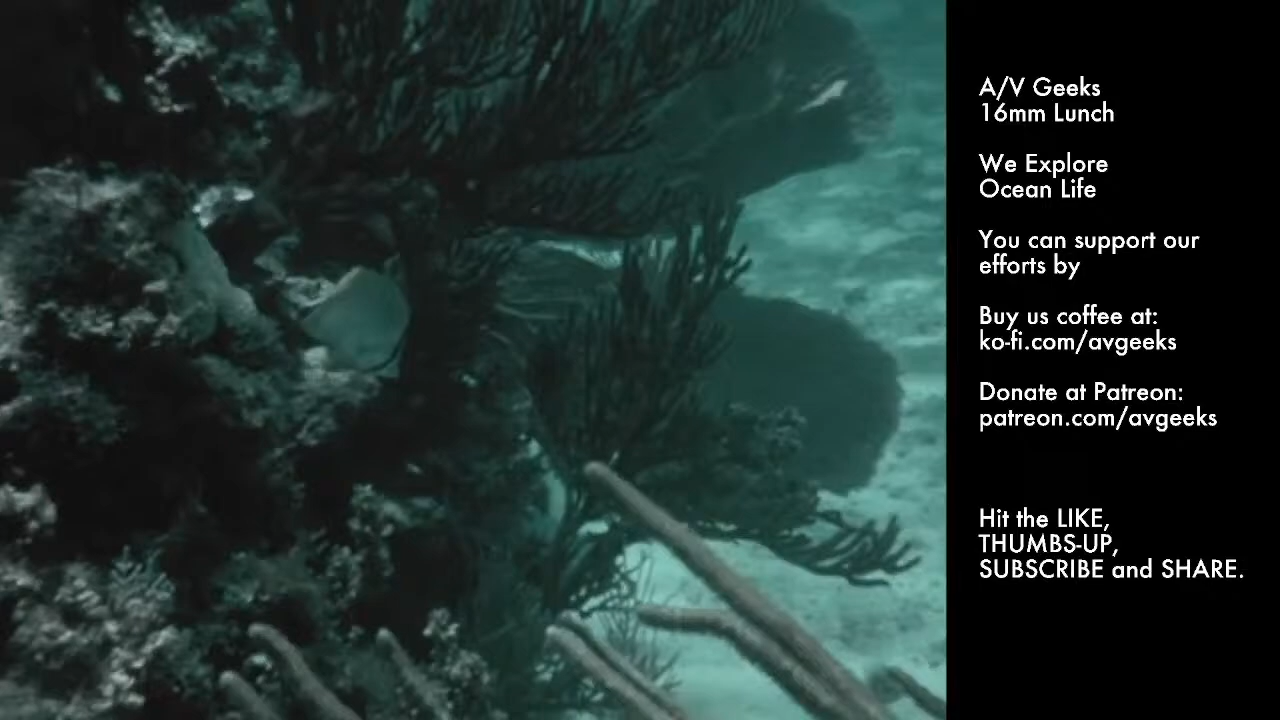 A/V Geeks
16mm Lunch
We Explore
Ocean Life
You can support our
efforts by
Buy us coffee at:
ko-fi.com/avgeeks
Donate at Patreon:
patreon.com/avgeeks
Hit the LIKE,
THUMBS-UP,
SUBSCRIBE and SHARE.